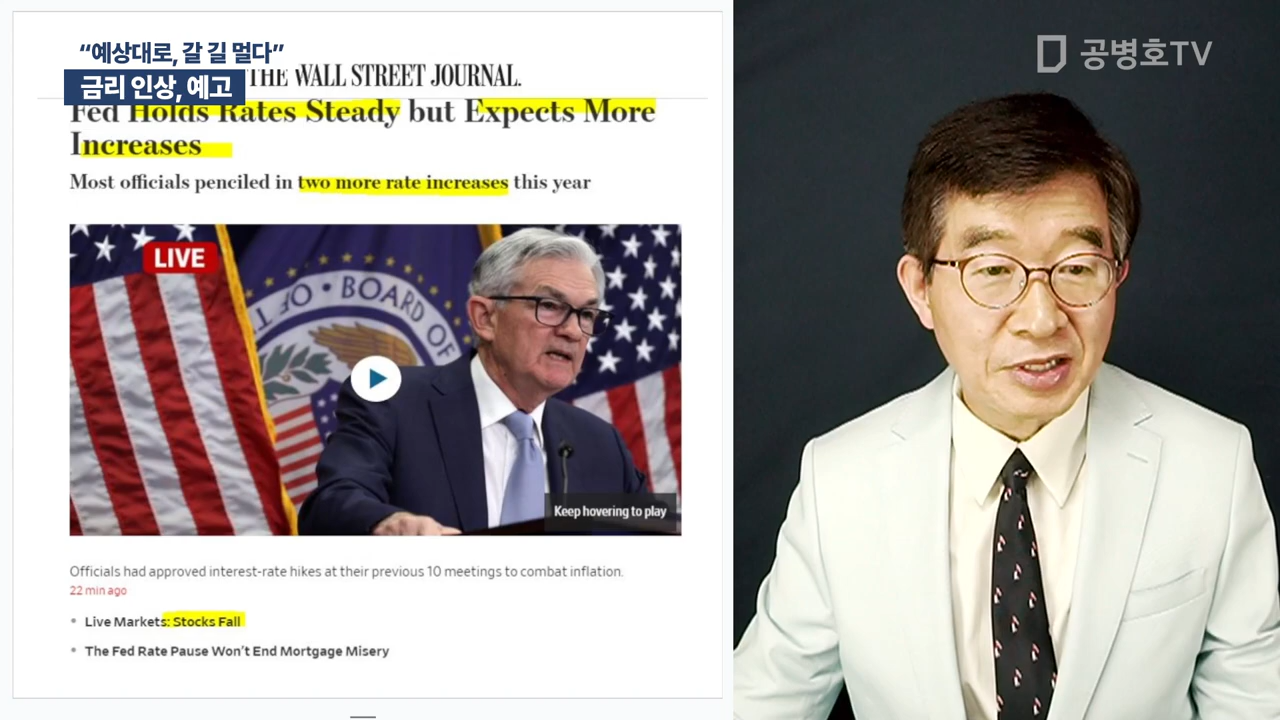 “예상대로, 갈 길 멀다”
금리 인상, 예고
THE WALL STREET JOURNAL.
Fed Holds Rates Steady but Expects More
Increases
Most officials penciled in two more rate increases this year
LIVE
BOARD OF
Keep hovering to play
Officials had approved interest-rate hikes at their previous 10 meetings to combat inflation.
22 min ago
Live Markets: Stocks Fall
The Fed Rate Pause Won't End Mortgage Misery
공병호TV